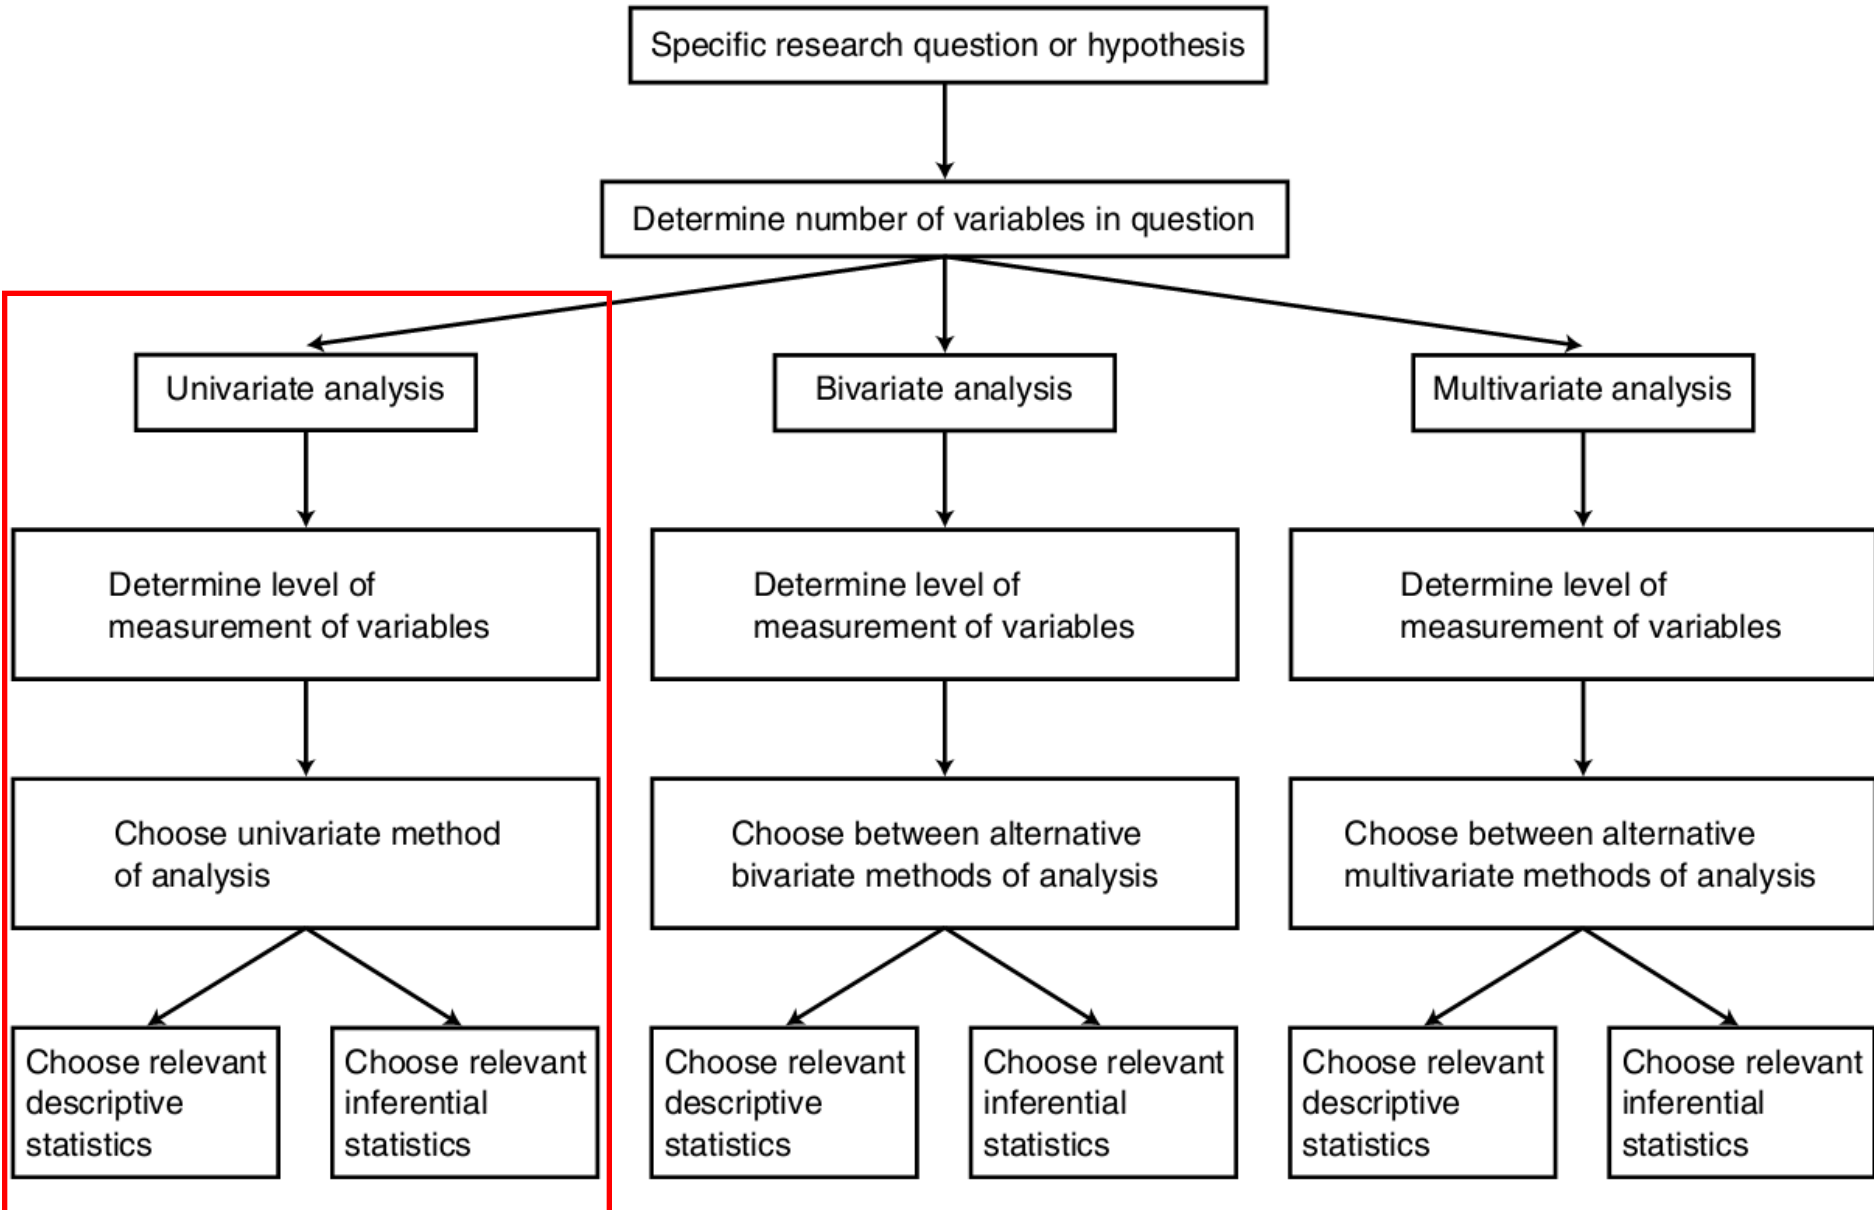 Specific research question or hypothesis
Determine number of variables in question
Univariate analysis
Bivariate analysis
Multivariate analysis
Determine level of
measurement of variables
Determine level of
measurement of variables
Determine level of
measurement of variables
Choose univariate method
of analysis
Choose between alternative
bivariate methods of analysis
Choose between alternative
multivariate methods of analysis
Choose relevant
descriptive
statistics
Choose relevant
inferential
statistics
Choose relevant
descriptive
statistics
Choose relevant
inferential
statistics
Choose relevant
descriptive
statistics
Choose relevant
inferential
statistics